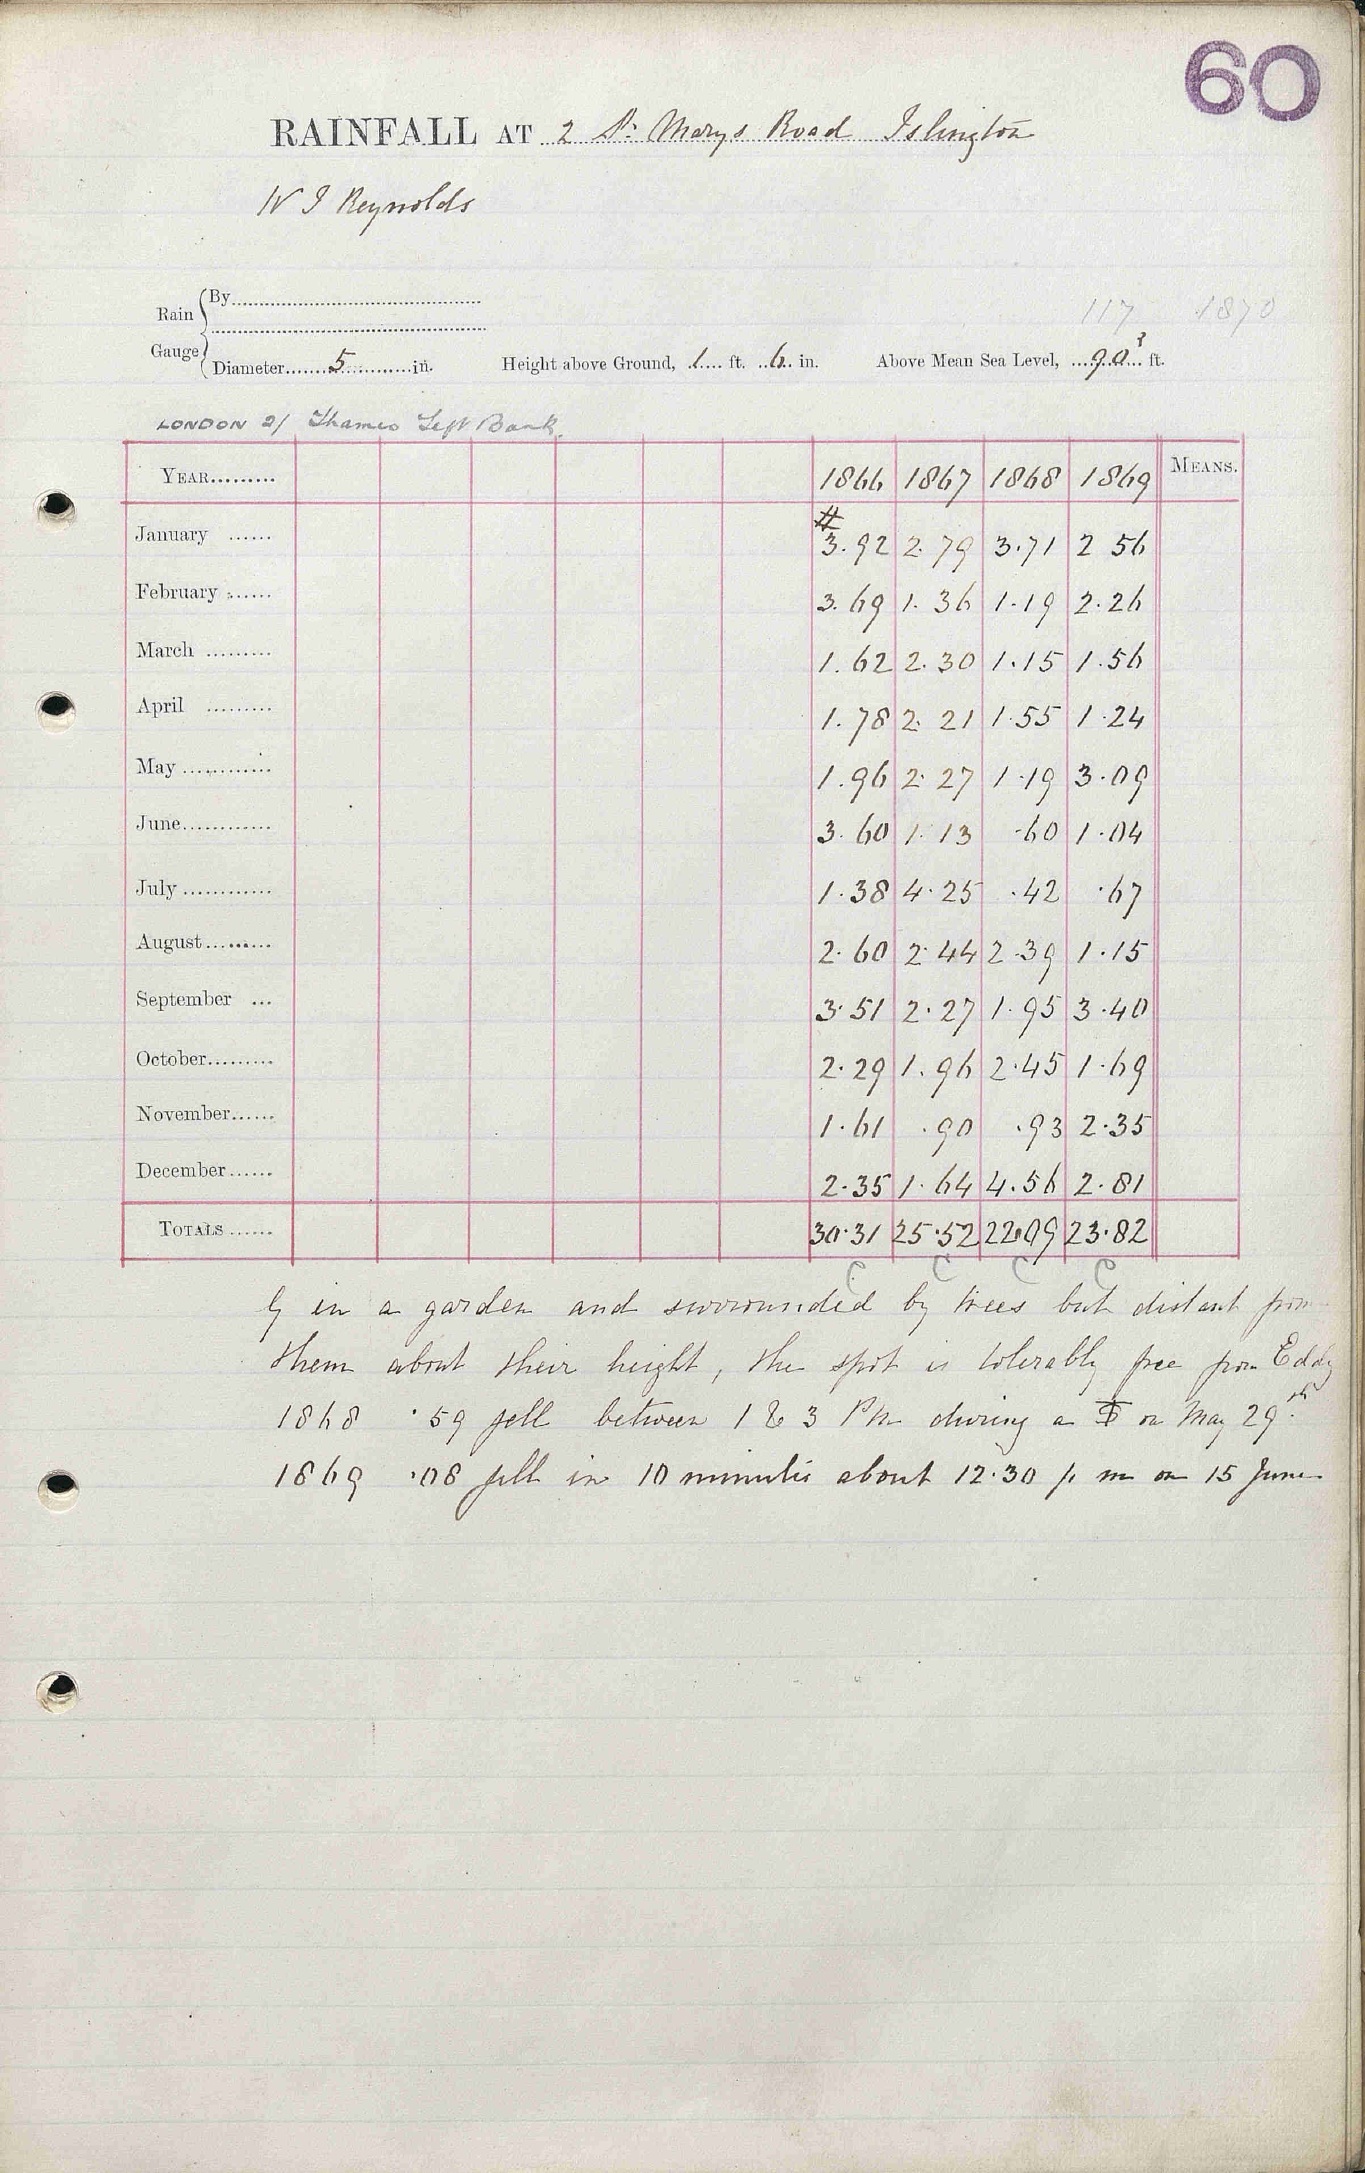 60
RAINFALL AT 2 St Marys Road Islington
W J Reynolds
Rain Gauge By
117 1870
Diameter 5 in. Height above Ground, 1 ft. 6 in. Above Mean Sea Level, 90 ft.
LONDON 21 Thames Left Bank.
YEAR 1866 1867 1868 1869 MEANS.
January 3.92 2.79 3.71 2 56
February 3.69 1.36 1.19 2.26
March 1.62 2.30 1.15 1.56
April 1.78 2.21 1.55 1.24
May 1.96 2.27 1.19 3.09
June 3.60 1.13 .60 1.04
July 1.38 4.25 .42 .67
August 2.60 2.44 2.39 1.15
September 3.51 2.27 1.95 3.40
October 2.29 1.96 2.45 1.69
November 1.61 .90 .93 2.35
December 2.35 1.64 4.56 2.81
TOTALS 30.31 25.52 22.09 23.82
G in a garden and surrounded by trees but distant from
them about their height, the spot is tolerably free from Eddy
1868 .59 fell between 1 & 3 PM during a on May 29th.
1869 .08 fell in 10 minutes about 12.30 p m on 15 June